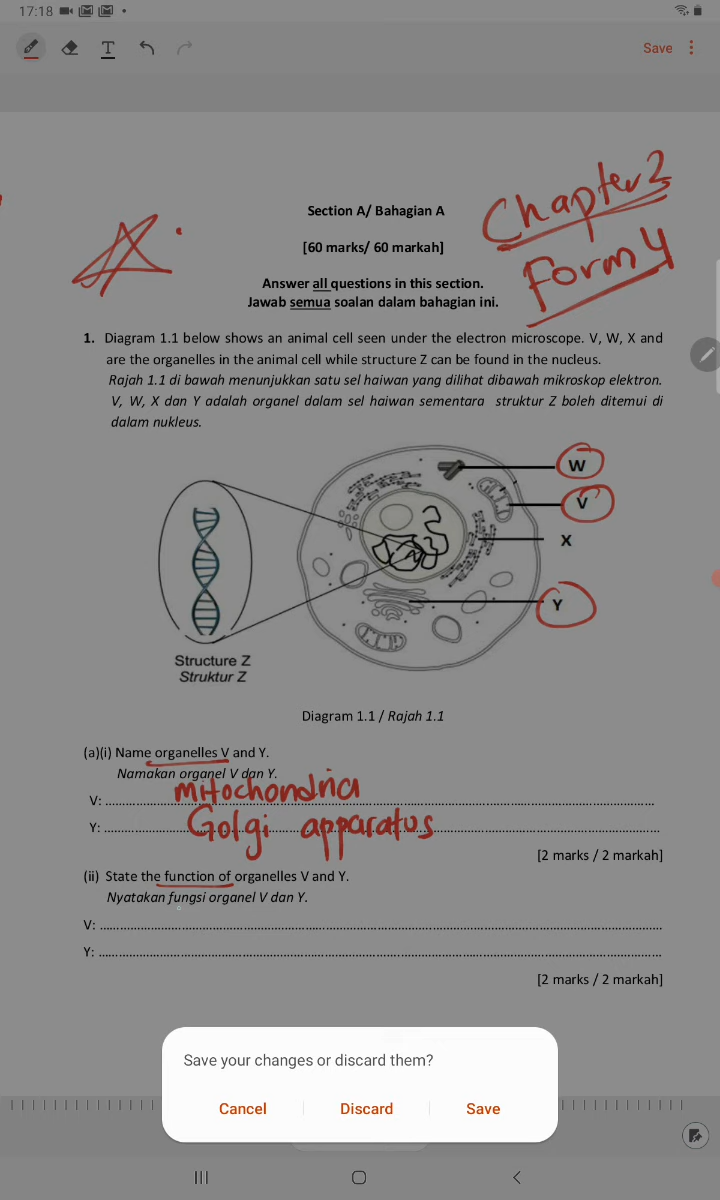 17:18
T
Save
Section A/ Bahagian A
[60 marks/ 60 markah]
Chapter 2
Form 4
Answer all questions in this section.
Jawab semua soalan dalam bahagian ini.
1. Diagram 1.1 below shows an animal cell seen under the electron microscope. V, W, X and
are the organelles in the animal cell while structure Z can be found in the nucleus.
Rajah 1.1 di bawah menunjukkan satu sel haiwan yang dilihat dibawah mikroskop elektron.
V, W, X dan Y adalah organel dalam sel haiwan sementara struktur Z boleh ditemui di
dalam nukleus.
W
V
X
Y
Structure Z
Struktur Z
Diagram 1.1 / Rajah 1.1
(a)(i) Name organelles V and Y.
Namakan organel V dan Y.
V: mitochondria
Y: Golgi apparatus
[2 marks / 2 markah]
(ii) State the function of organelles V and Y.
Nyatakan fungsi organel V dan Y.
V:
Y:
[2 marks / 2 markah]
Save your changes or discard them?
Cancel Discard Save